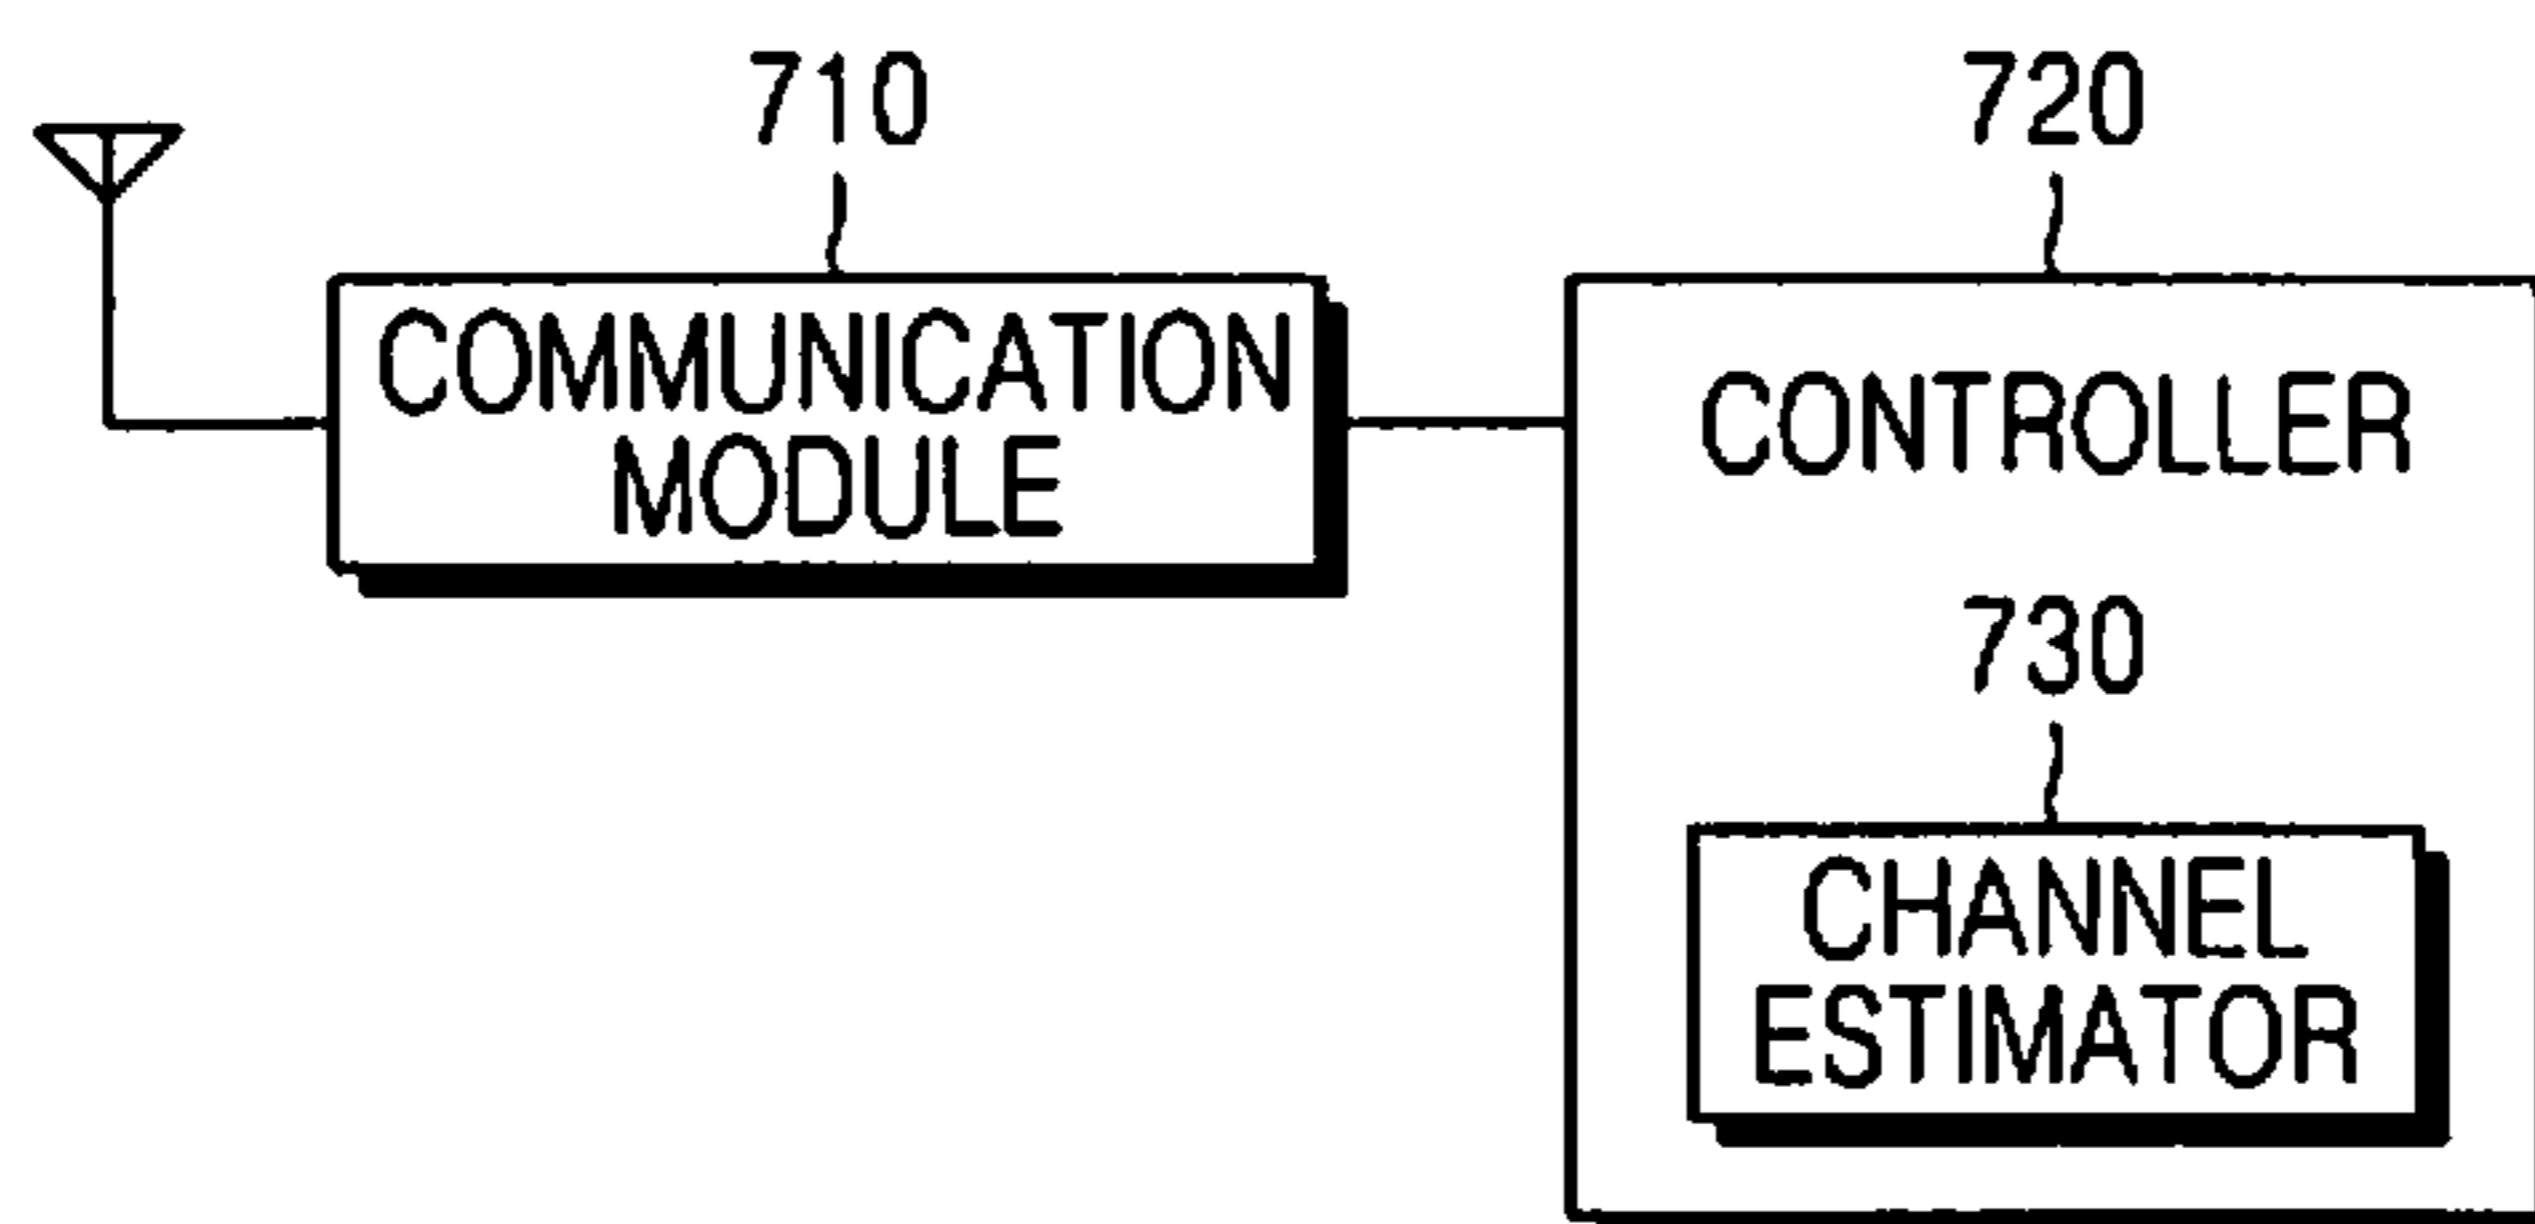 710
COMMUNICATION
MODULE
720
CONTROLLER
730
CHANNEL
ESTIMATOR